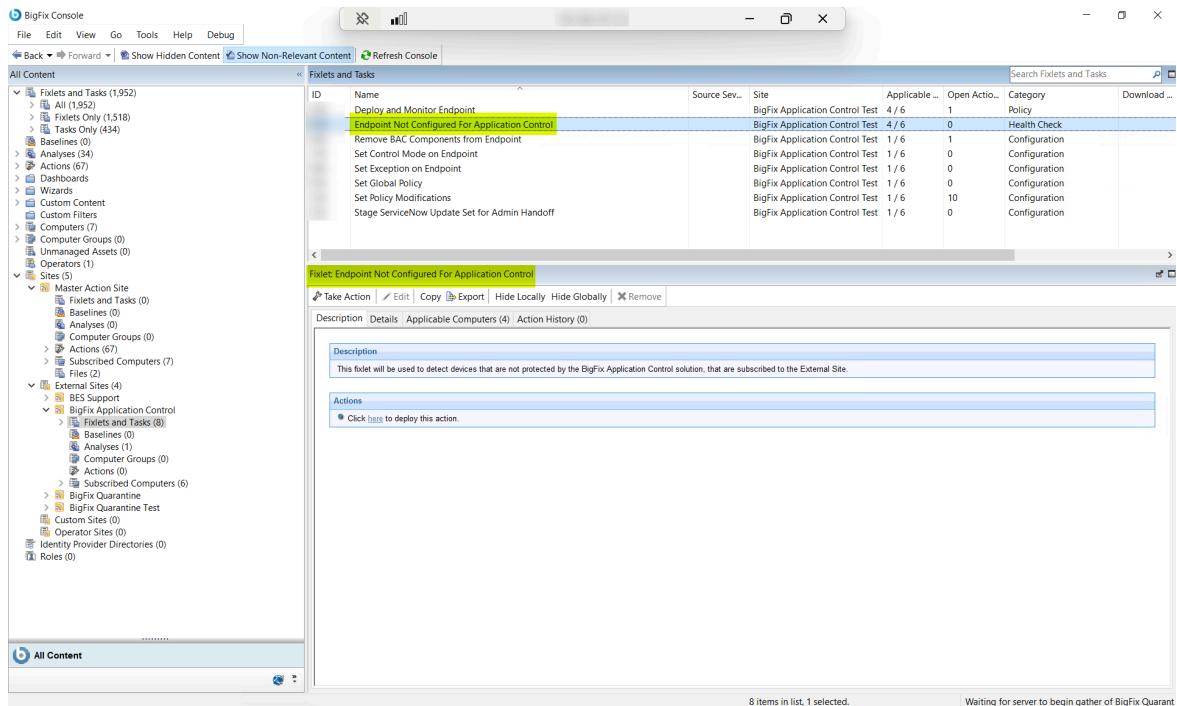 BigFix Console
File Edit View Go Tools Help Debug
Back Forward Show Hidden Content Show Non-Relevant Content Refresh Console
All Content
Fixlets and Tasks (1,952)
All (1,952)
Fixlets Only (1,518)
Tasks Only (434)
Baselines (0)
Analyses (34)
Actions (67)
Dashboards
Wizards
Custom Content
Custom Filters
Computers (7)
Computer Groups (0)
Unmanaged Assets (0)
Operators (1)
Sites (5)
Master Action Site
Fixlets and Tasks (0)
Baselines (0)
Analyses (0)
Computer Groups (0)
Actions (67)
Subscribed Computers (7)
Files (2)
External Sites (4)
BES Support
BigFix Application Control
Fixlets and Tasks (8)
Baselines (0)
Analyses (1)
Computer Groups (0)
Actions (0)
Subscribed Computers (6)
BigFix Quarantine
BigFix Quarantine Test
Custom Sites (0)
Operator Sites (0)
Identity Provider Directories (0)
Roles (0)
All Content
Fixlets and Tasks Search Fixlets and Tasks
ID Name Source Sev... Site Applicable ... Open Actio... Category Download ...
Deploy and Monitor Endpoint BigFix Application Control Test 4 / 6 1 Policy
Endpoint Not Configured For Application Control BigFix Application Control Test 4 / 6 0 Health Check
Remove BAC Components from Endpoint BigFix Application Control Test 1 / 6 1 Configuration
Set Control Mode on Endpoint BigFix Application Control Test 1 / 6 0 Configuration
Set Exception on Endpoint BigFix Application Control Test 1 / 6 0 Configuration
Set Global Policy BigFix Application Control Test 1 / 6 0 Configuration
Set Policy Modifications BigFix Application Control Test 1 / 6 10 Configuration
Stage ServiceNow Update Set for Admin Handoff BigFix Application Control Test 1 / 6 0 Configuration
Fixlet: Endpoint Not Configured For Application Control
Take Action Edit Copy Export Hide Locally Hide Globally Remove
Description Details Applicable Computers (4) Action History (0)
Description
This fixlet will be used to detect devices that are not protected by the BigFix Application Control solution, that are subscribed to the External Site.
Actions
Click here to deploy this action.
8 items in list, 1 selected. Waiting for server to begin gather of BigFix Quarant